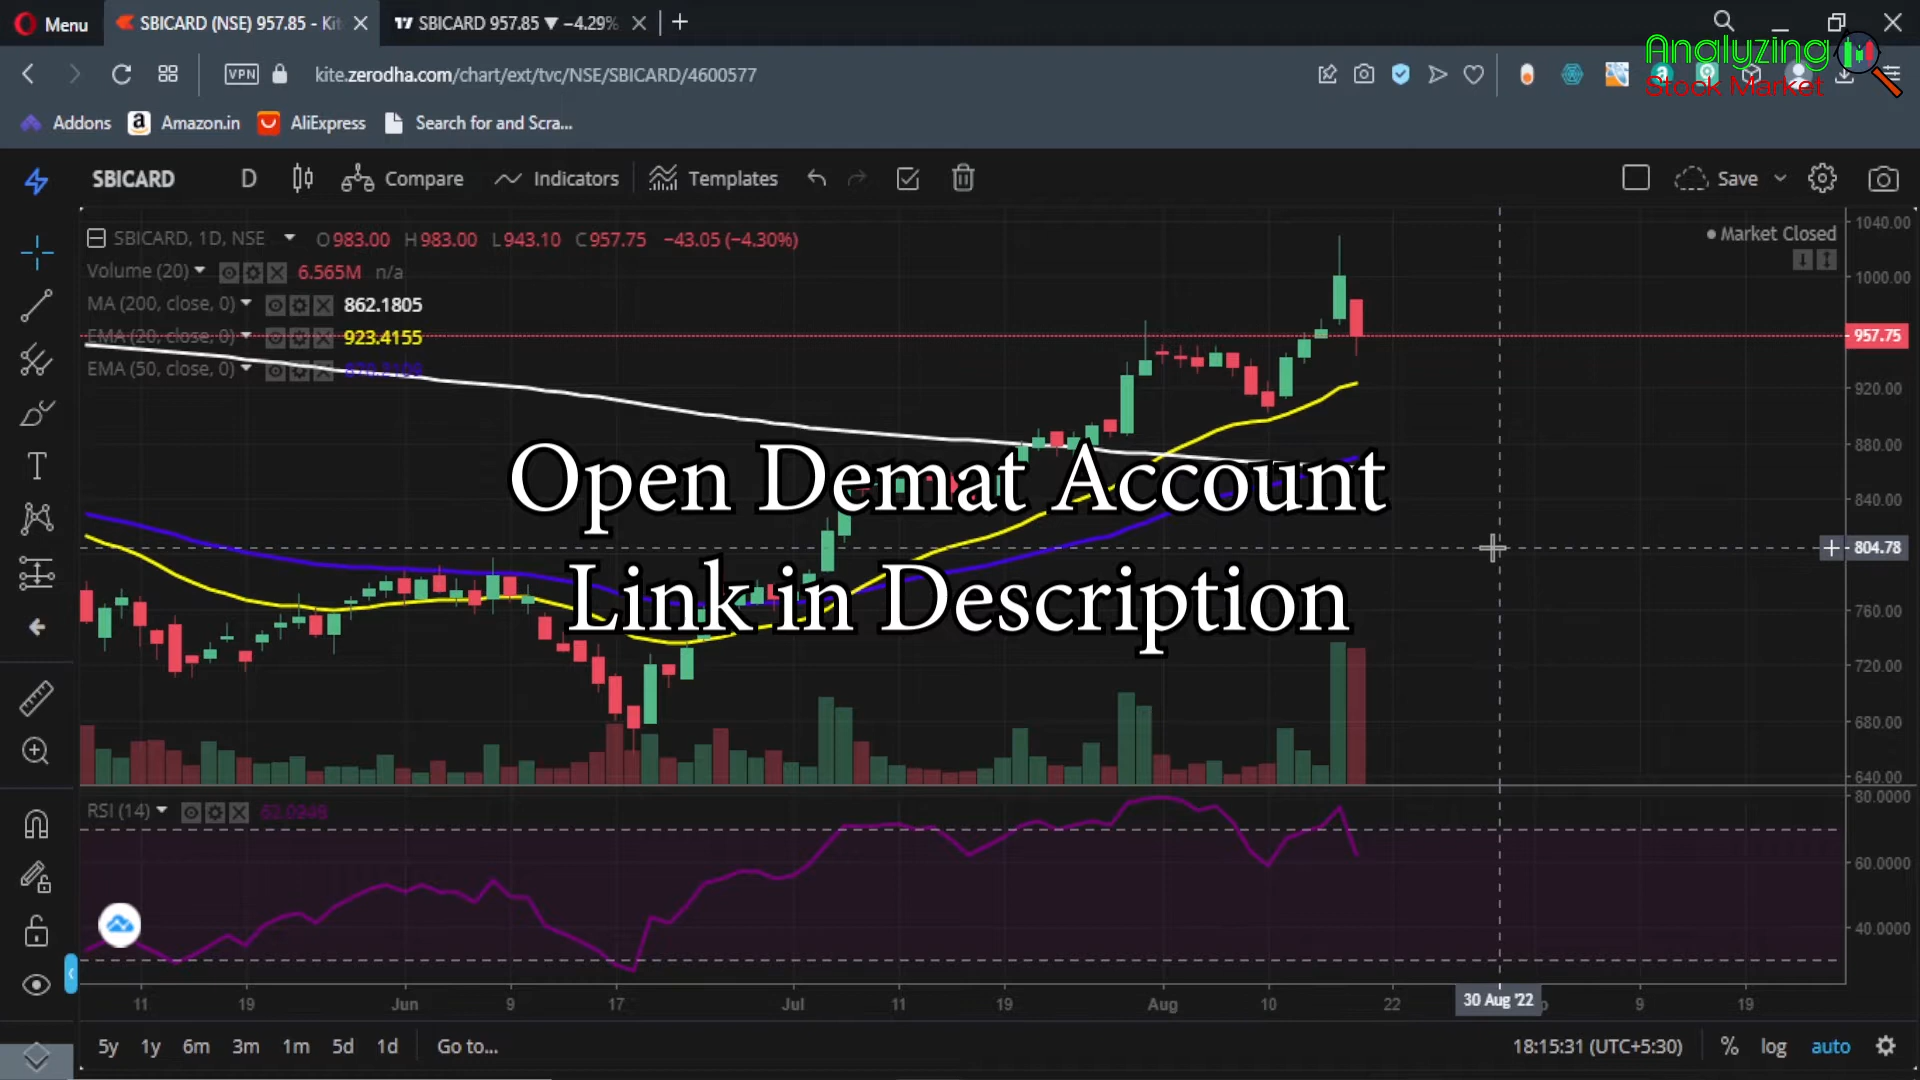 Menu
SBICARD (NSE) 957.85 - Kit
SBICARD 957.85 ▼ −4.29%
Analyzing
Stock Market
VPN
kite.zerodha.com/chart/ext/tvc/NSE/SBICARD/4600577
Addons
Amazon.in
AliExpress
Search for and Scra...
SBICARD
D
Compare
Indicators
Templates
Save
SBICARD, 1D, NSE
O983.00 H983.00 L943.10 C957.75 −43.05 (−4.30%)
Market Closed
Volume (20)
6.565M n/a
MA (200, close, 0)
862.1805
EMA (20, close, 0)
923.4155
EMA (50, close, 0)
Open Demat Account
Link in Description
1040.00
1000.00
957.75
920.00
880.00
840.00
804.78
760.00
720.00
680.00
640.00
RSI (14)
80.0000
60.0000
40.0000
11 19 Jun 9 17 Jul 11 19 Aug 10 22 30 Aug '22 9 19
5y 1y 6m 3m 1m 5d 1d Go to...
18:15:31 (UTC+5:30) % log auto